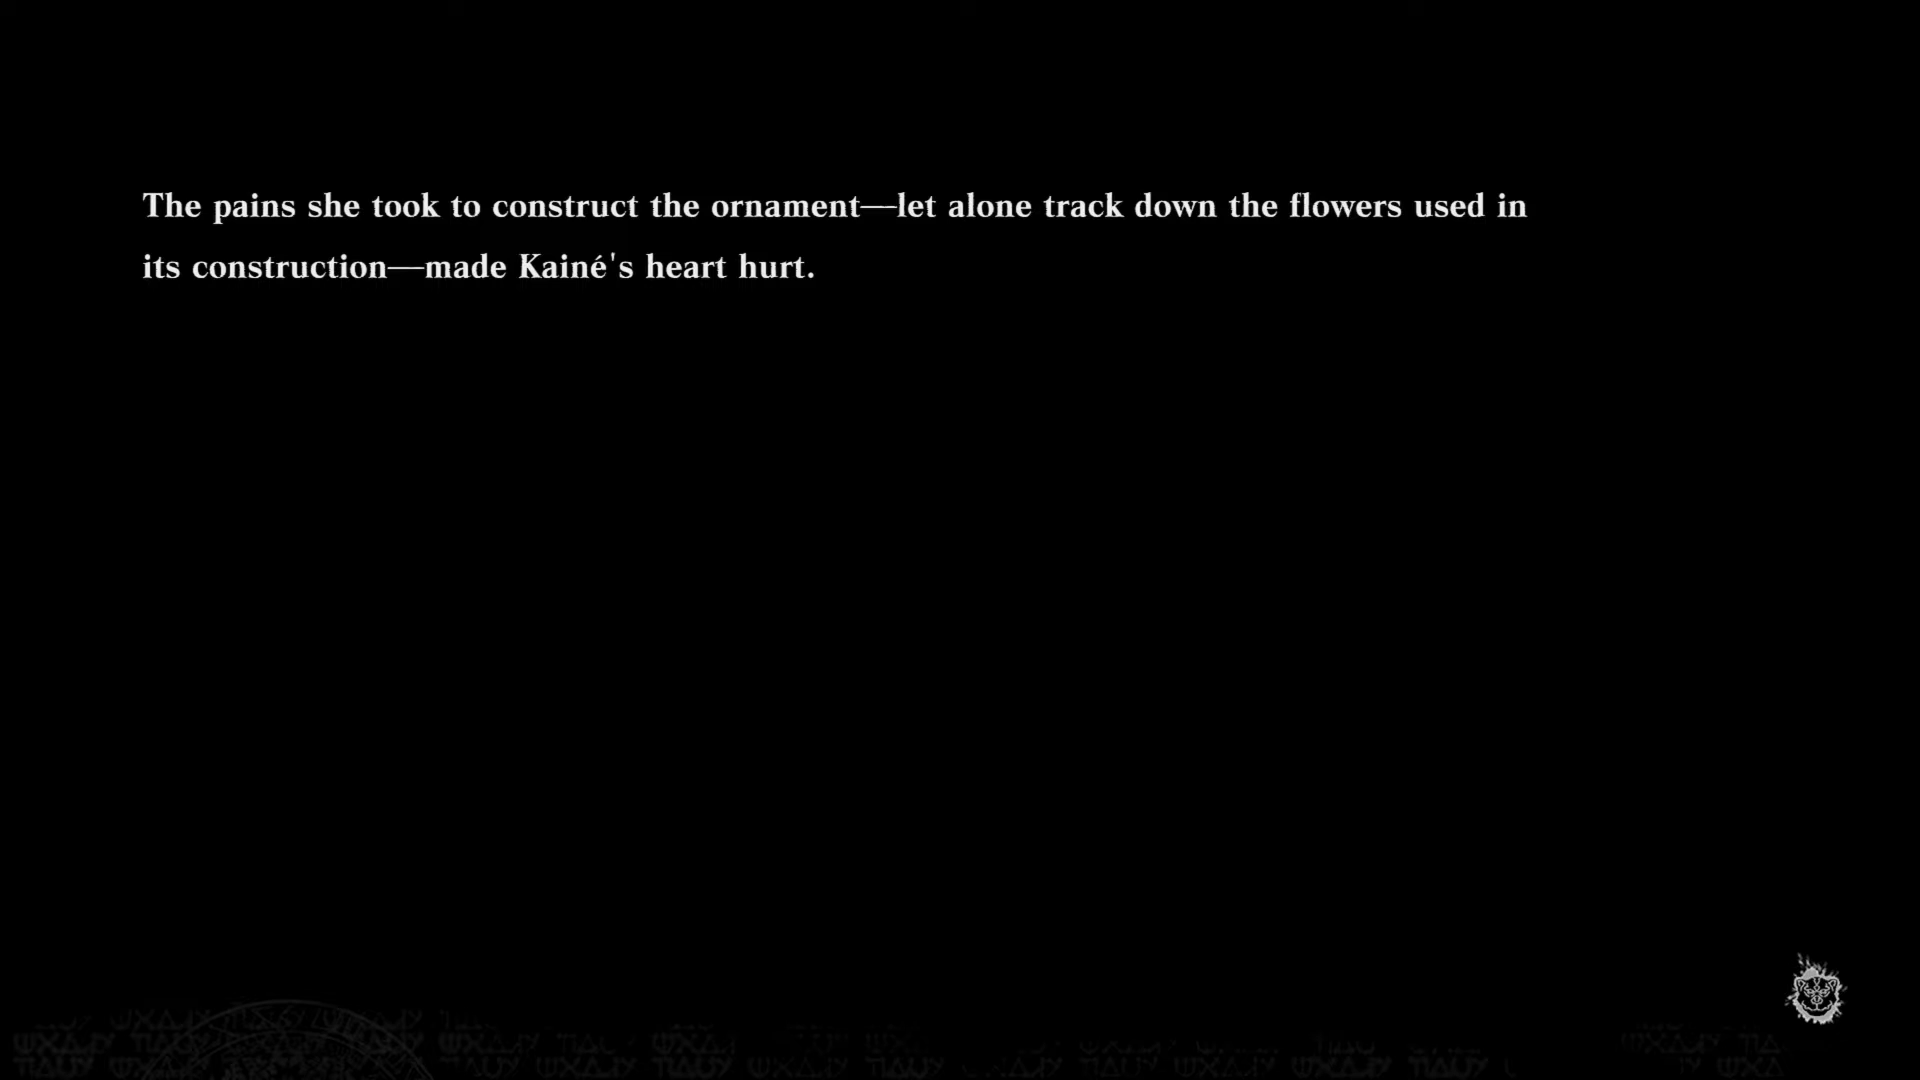 The pains she took to construct the ornament—let alone track down the flowers used in
its construction—made Kainé's heart hurt.